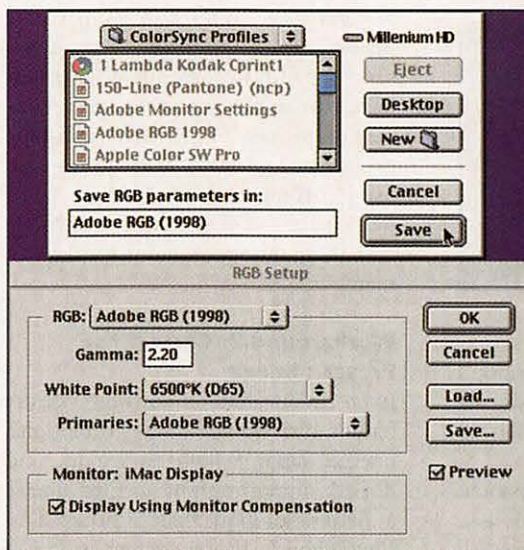 ColorSync Profiles
Millenium HD
1 Lambda Kodak Cprint1
150-Line (Pantone) (ncp)
Adobe Monitor Settings
Adobe RGB 1998
Apple Color SW Pro
Eject
Desktop
New
Save RGB parameters in:
Adobe RGB (1998)
Cancel
Save
RGB Setup
RGB: Adobe RGB (1998)
Gamma: 2.20
White Point: 6500°K (D65)
Primaries: Adobe RGB (1998)
OK
Cancel
Load...
Save...
Preview
Monitor: iMac Display
Display Using Monitor Compensation